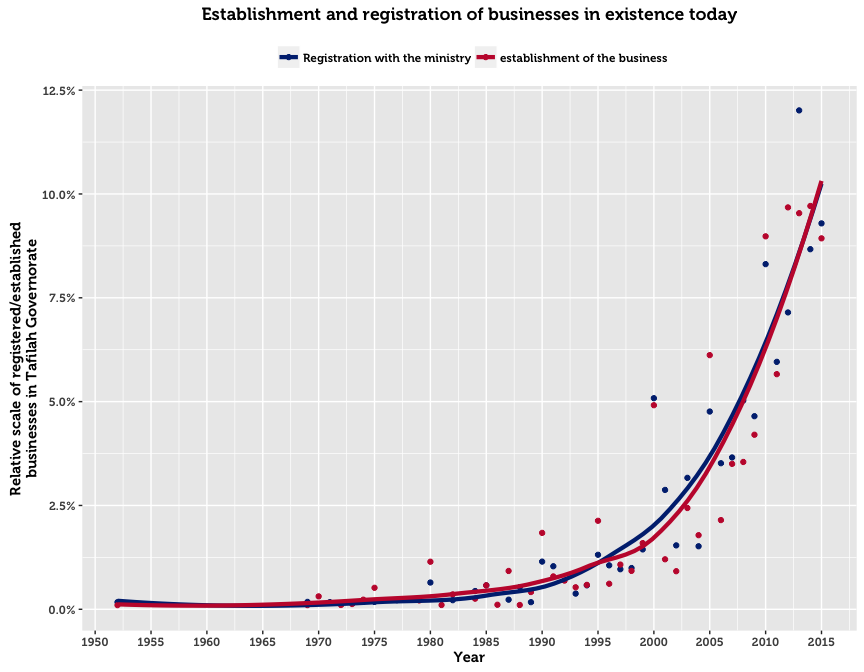 Establishment and registration of businesses in existence today
Registration with the ministry establishment of the business
12.5%
10.0%
7.5%
5.0%
2.5%
0.0%
Relative scale of registered/established
businesses in Tafilah Governorate
1950 1955 1960 1965 1970 1975 1980 1985 1990 1995 2000 2005 2010 2015
Year